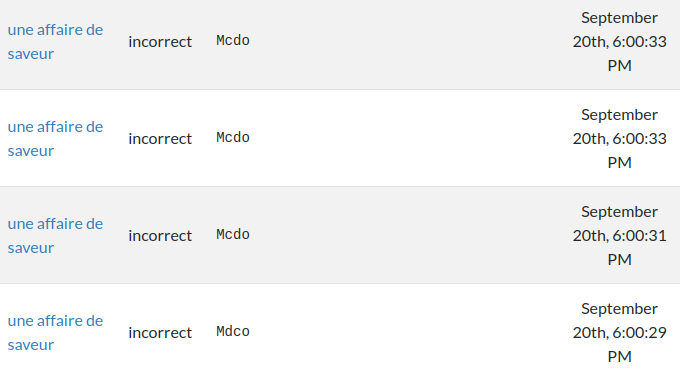 une affaire de
saveur
incorrect
Mcdo
September
20th, 6:00:33
PM
une affaire de
saveur
incorrect
Mcdo
September
20th, 6:00:33
PM
une affaire de
saveur
incorrect
Mcdo
September
20th, 6:00:31
PM
une affaire de
saveur
incorrect
Mdco
September
20th, 6:00:29
PM